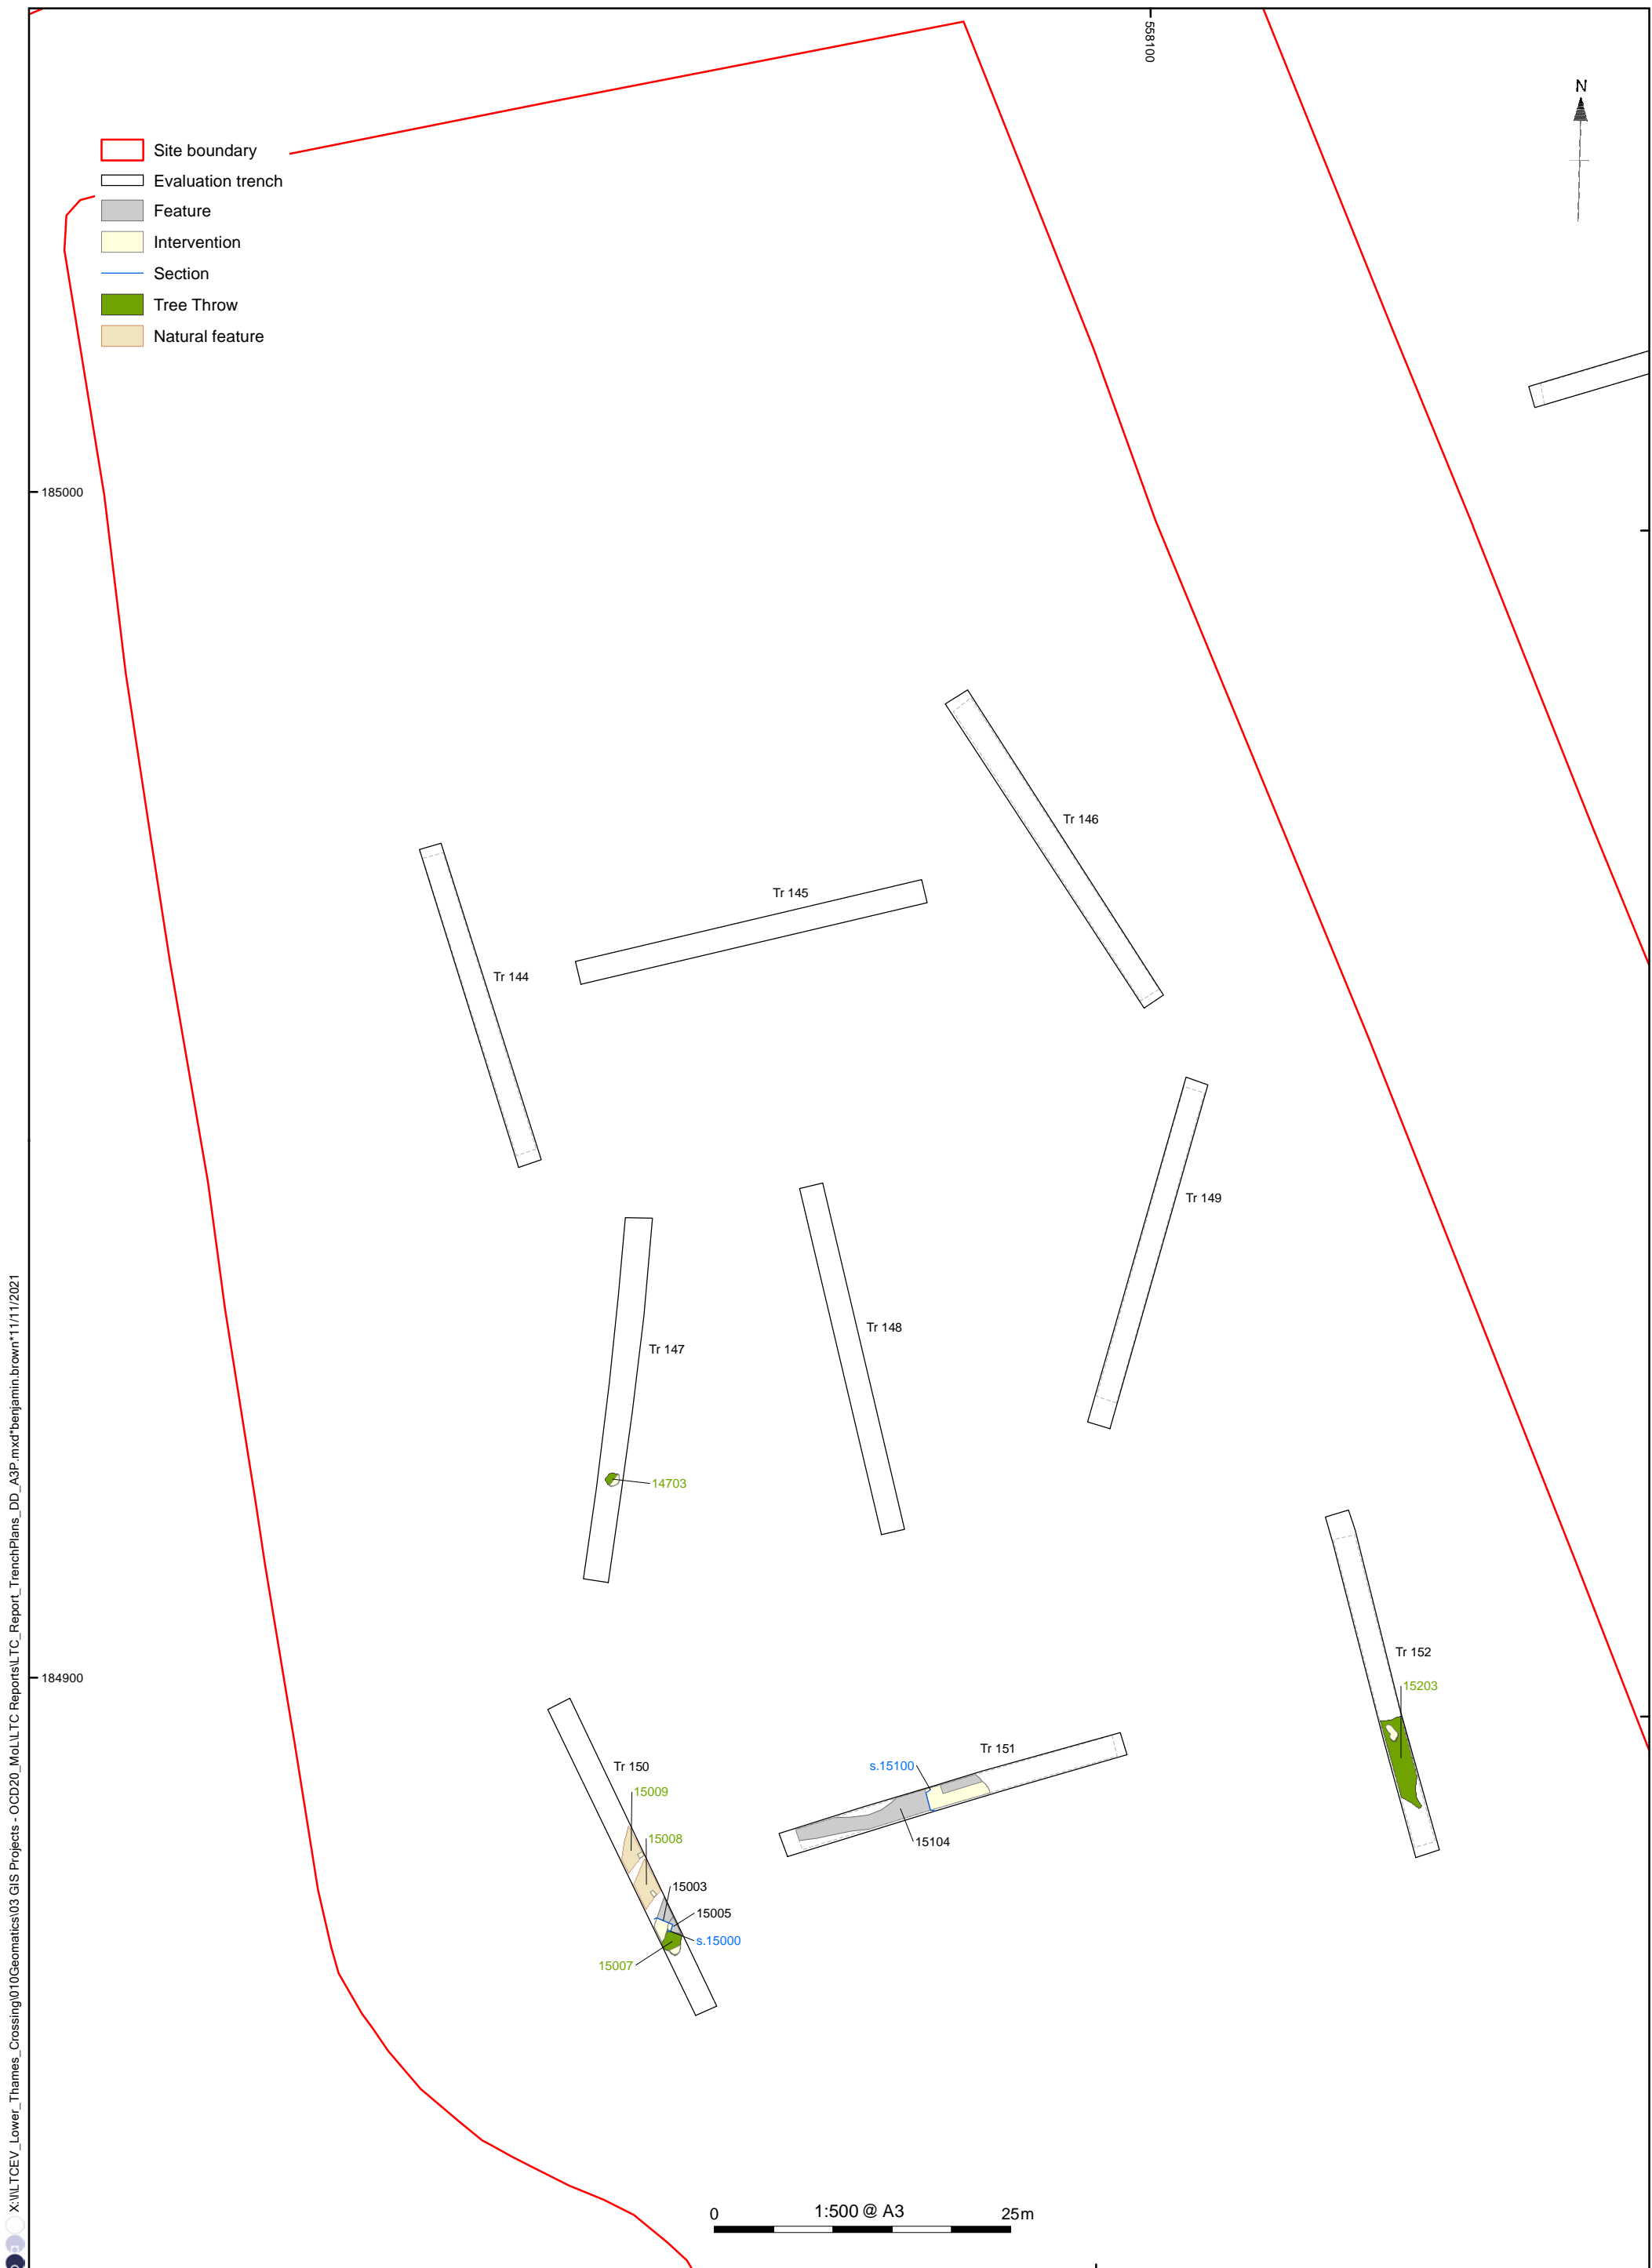 558100
N
Site boundary
Evaluation trench
Feature
Intervention
Section
Tree Throw
Natural feature
185000
Tr 146
Tr 145
Tr 144
Tr 149
Tr 148
Tr 147
14703
184900
Tr 152
15203
Tr 151
s.15100
15104
Tr 150
15009
15008
15003
15005
s.15000
15007
0 1:500 @ A3 25m
X:\I\LTCEV_Lower_Thames_Crossing\010Geomatics\03 GIS Projects - OCD20_MoL\LTC Reports\LTC_Report_TrenchPlans_DD_A3P.mxd*benjamin.brown*11/11/2021